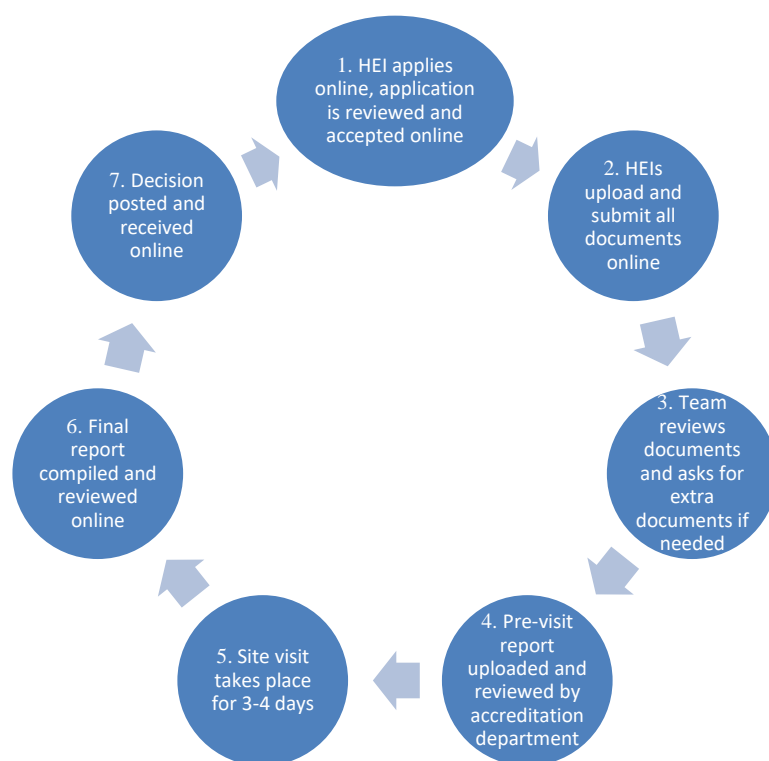 1. HEI applies
online, application
is reviewed and
accepted online
2. HEIs
upload and
submit all
documents
online
3. Team
reviews
documents
and asks for
extra
documents if
needed
4. Pre-visit
report
uploaded and
reviewed by
accreditation
department
5. Site visit
takes place
for 3-4 days
6. Final
report
compiled and
reviewed
online
7. Decision
posted and
received
online